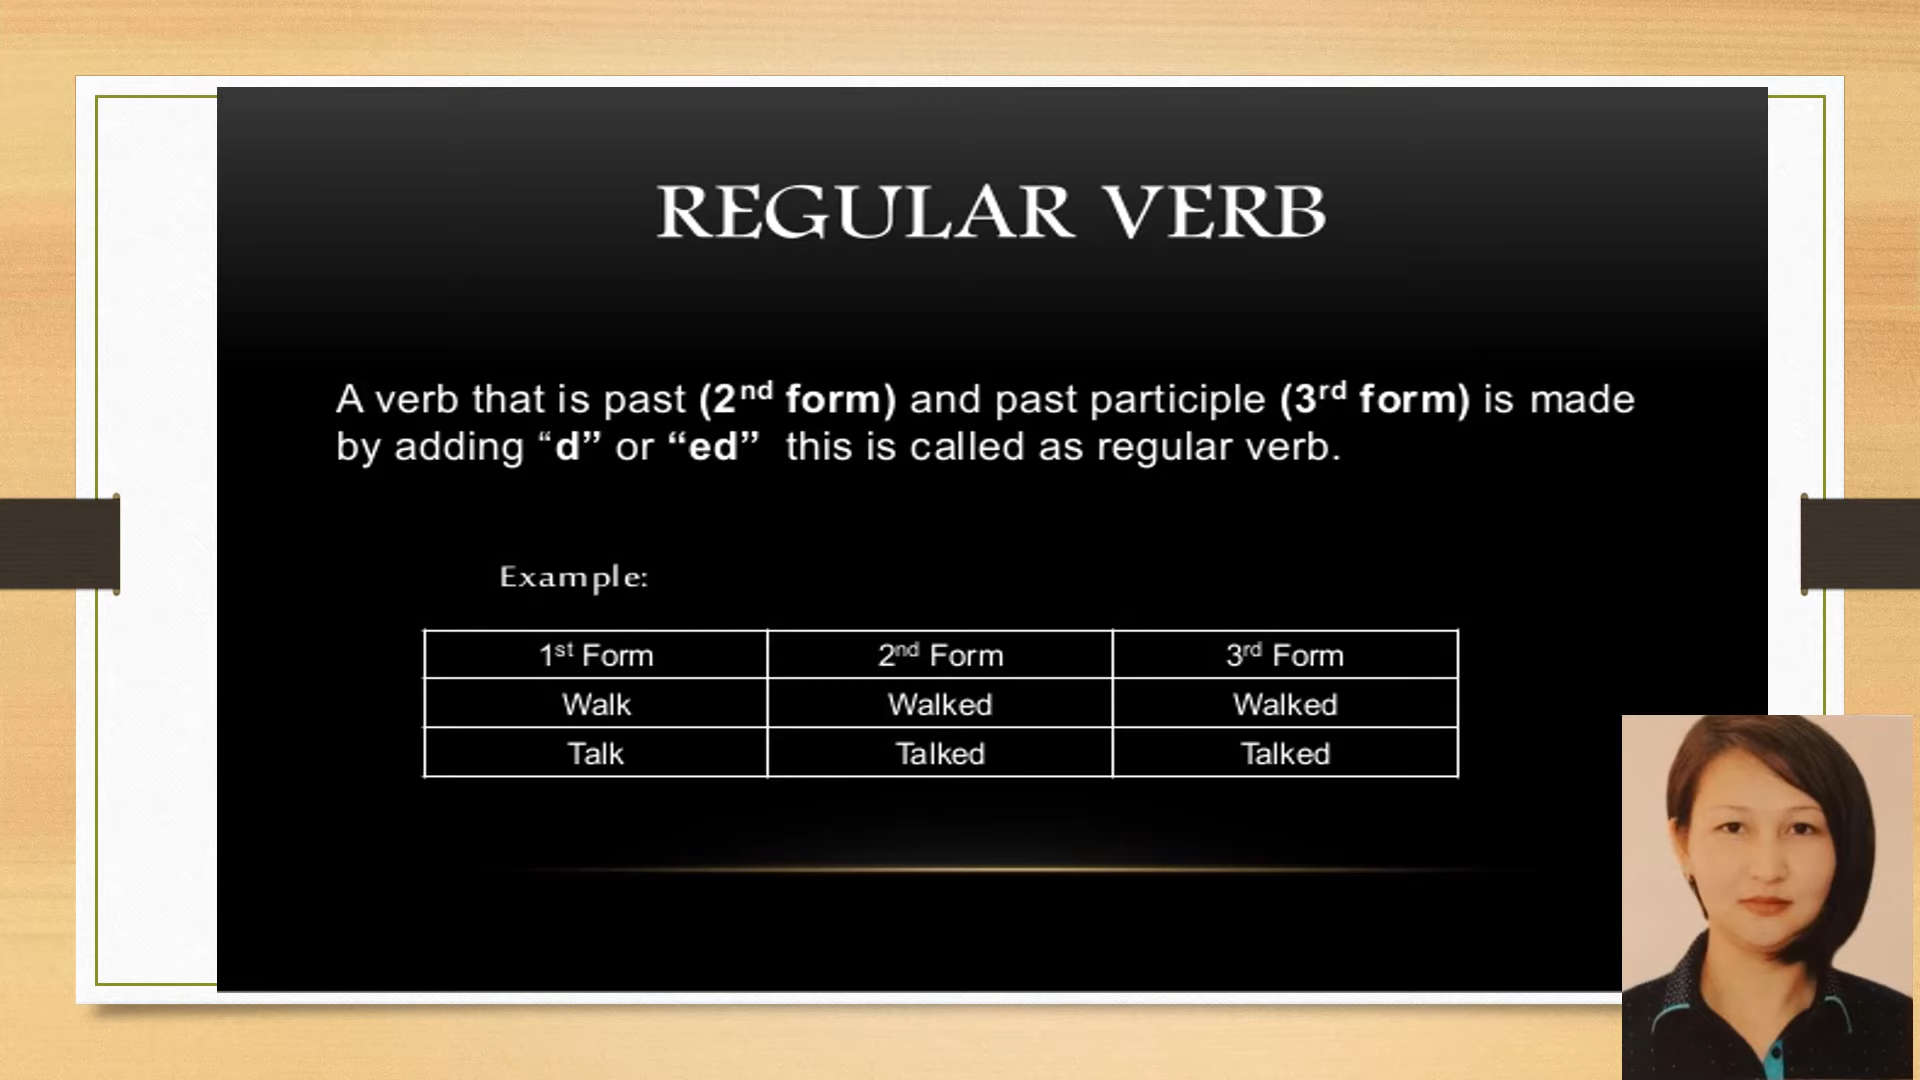 REGULAR VERB
A verb that is past (2nd form) and past participle (3rd form) is made
by adding “d” or “ed” this is called as regular verb.
Example:
1st Form 2nd Form 3rd Form
Walk Walked Walked
Talk Talked Talked